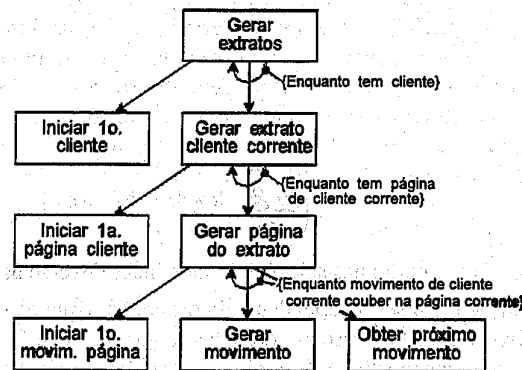 Gerar
extratos
{Enquanto tem cliente}
Iniciar 1o.
cliente
Gerar extrato
cliente corrente
{Enquanto tem página
de cliente corrente}
Iniciar 1a.
página cliente
Gerar página
do extrato
{Enquanto movimento de cliente
corrente couber na página corrente}
Iniciar 1o.
movim. página
Gerar
movimento
Obter próximo
movimento